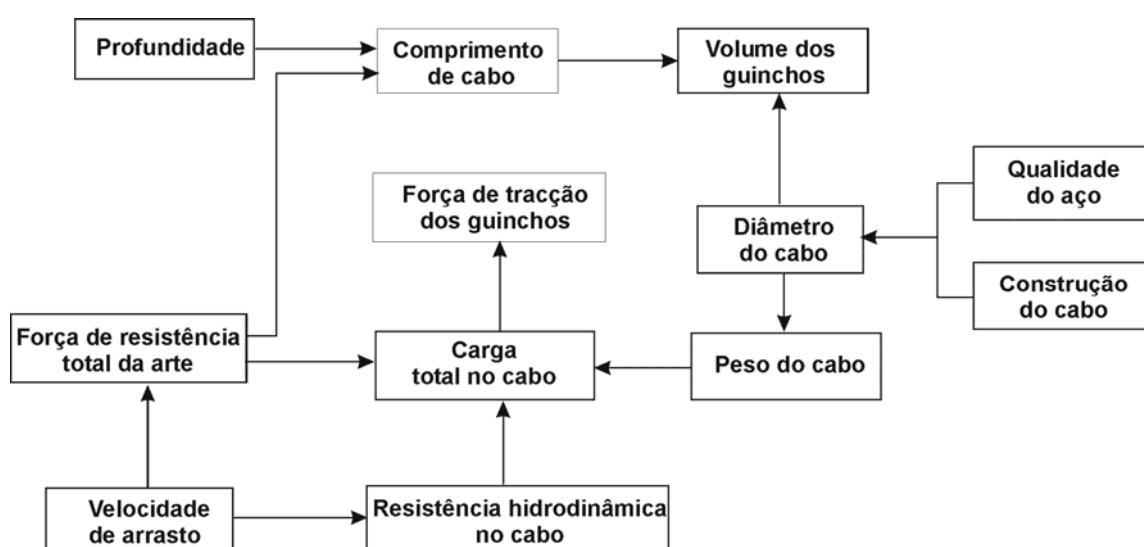 Profundidade
Comprimento
de cabo
Volume dos
guinchos
Força de tracção
dos guinchos
Qualidade
do aço
Diâmetro
do cabo
Construção
do cabo
Força de resistência
total da arte
Carga
total no cabo
Peso do cabo
Velocidade
de arrasto
Resistência hidrodinâmica
no cabo